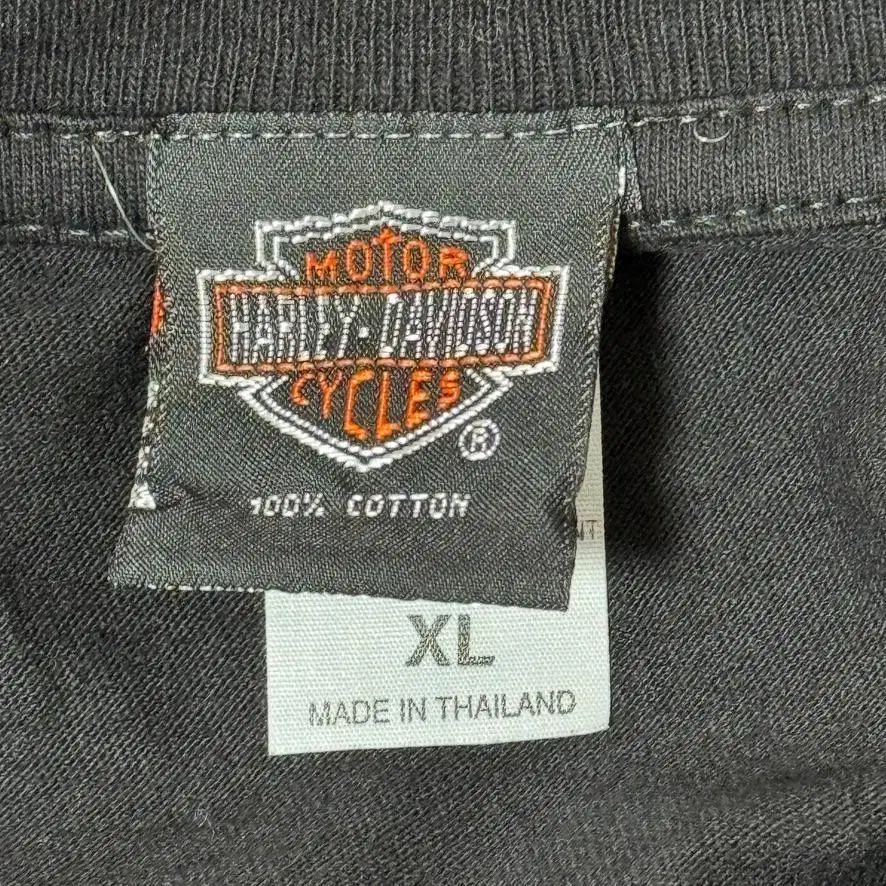 MOTOR
HARLEY-DAVIDSON
CYCLES
®
100% COTTON
XL
MADE IN THAILAND